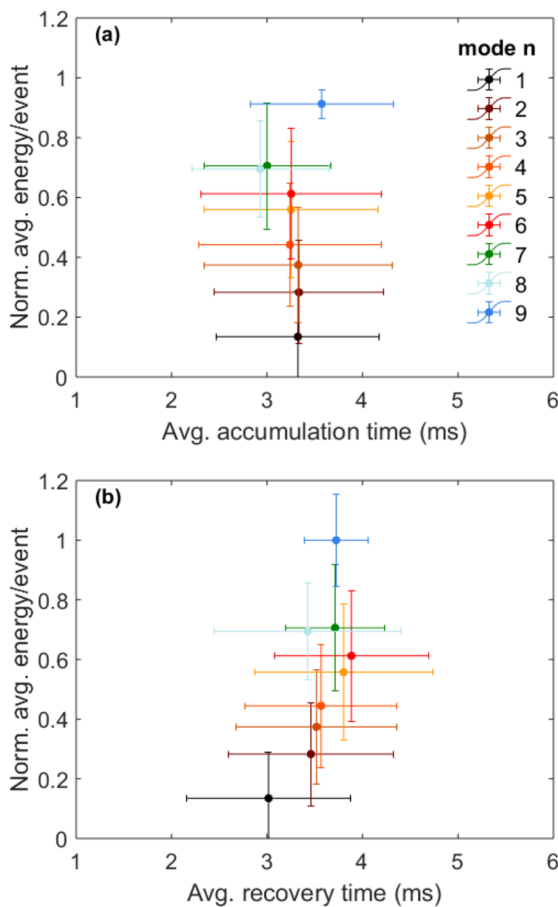 (a)
Norm. avg. energy/event
1.2
1
0.8
0.6
0.4
0.2
0
mode n
1
2
3
4
5
6
7
8
9
1 2 3 4 5 6
Avg. accumulation time (ms)
(b)
Norm. avg. energy/event
1.2
1
0.8
0.6
0.4
0.2
0
1 2 3 4 5 6
Avg. recovery time (ms)